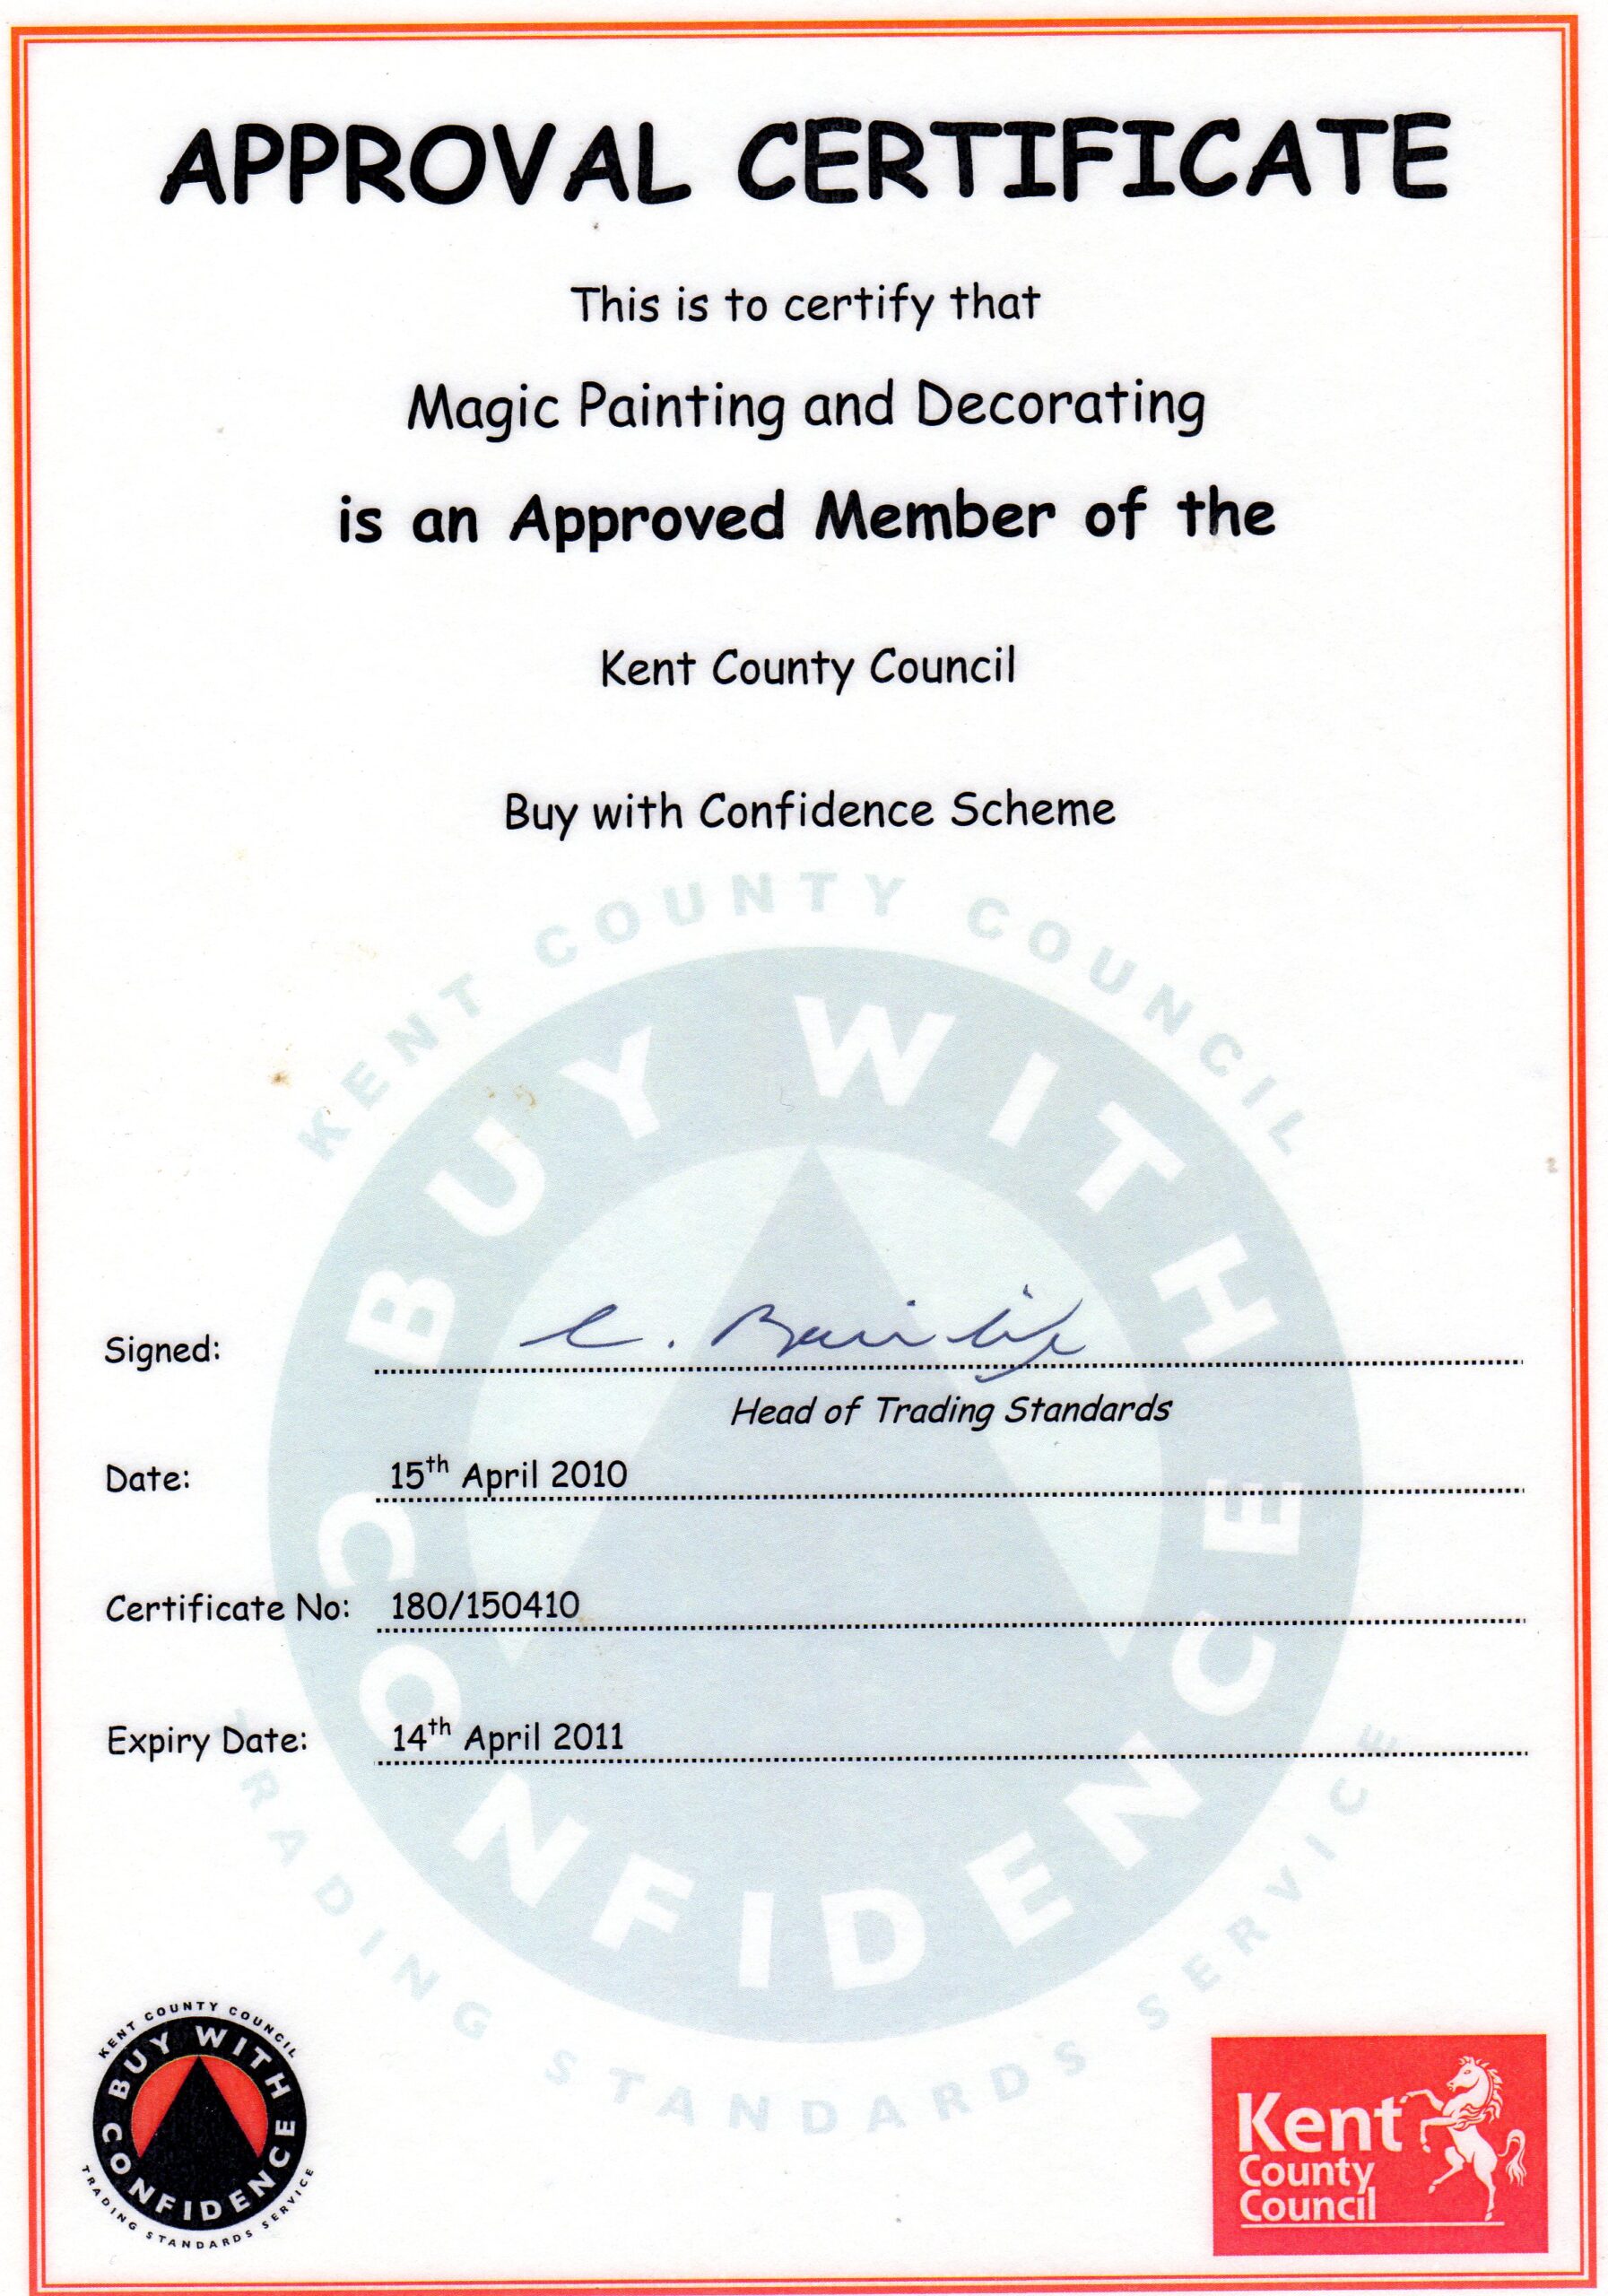 APPROVAL CERTIFICATE
This is to certify that
Magic Painting and Decorating
is an Approved Member of the
Kent County Council
Buy with Confidence Scheme
KENT COUNTY COUNCIL
BUY WITH
CONFIDENCE
TRADING STANDARDS SERVICE
Signed:
Head of Trading Standards
Date: 15th April 2010
Certificate No: 180/150410
Expiry Date: 14th April 2011
KENT COUNTY COUNCIL
BUY WITH
CONFIDENCE
TRADING STANDARDS SERVICE
Kent
County
Council